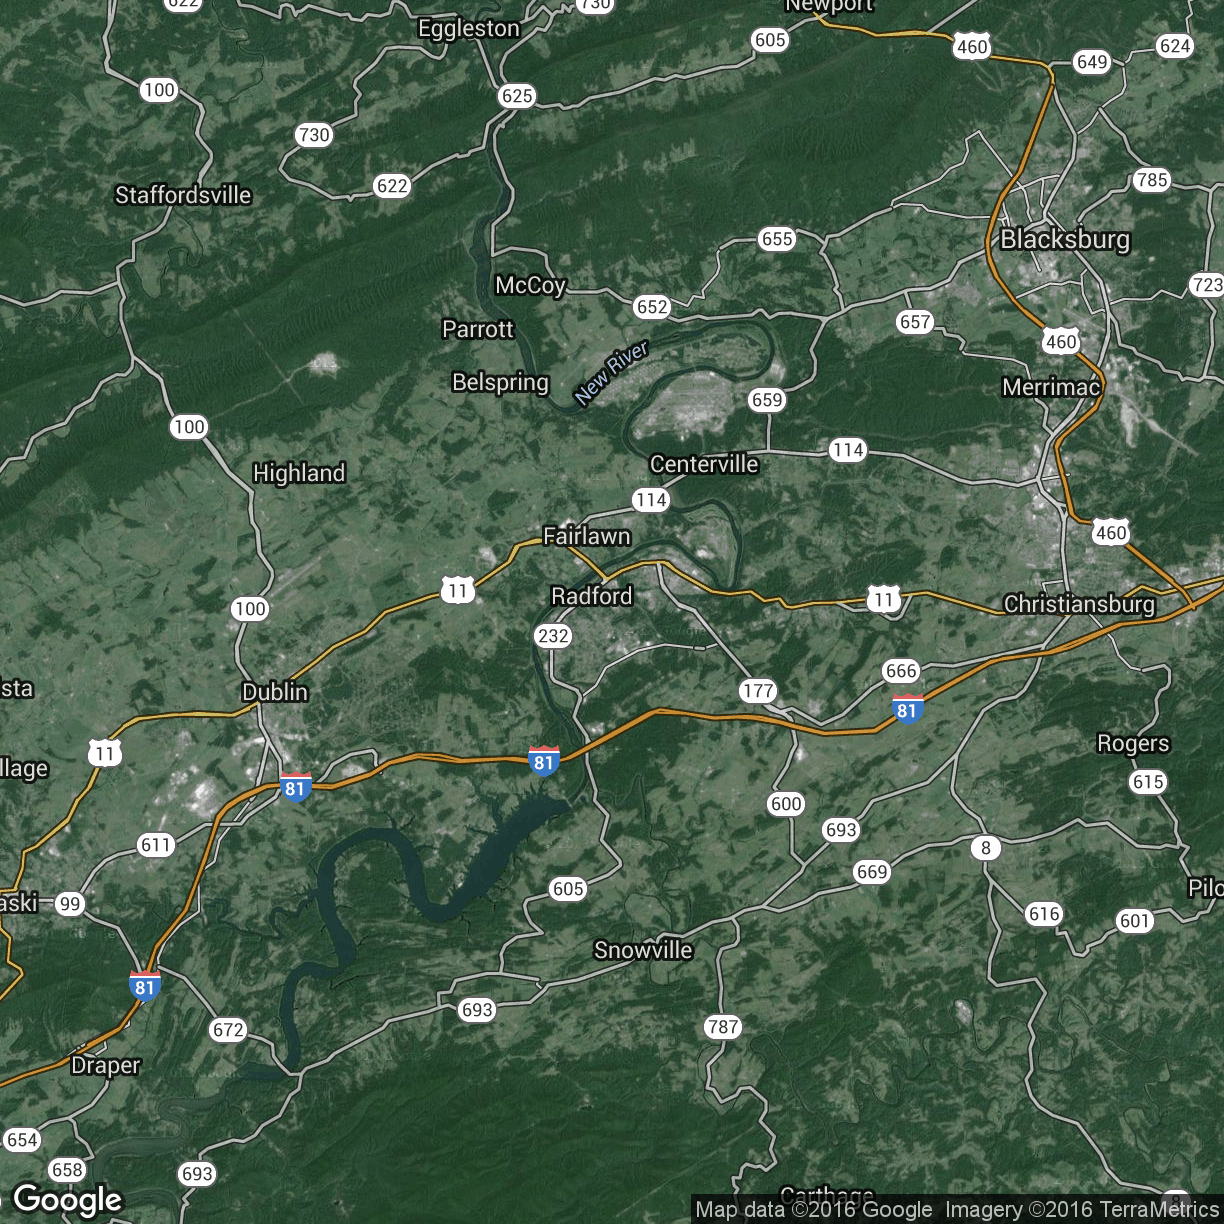 622
730
Newport
Eggleston
605
460
624
649
100
625
730
622
785
Staffordsville
655
Blacksburg
McCoy
723
652
657
Parrott
460
New River
Belspring
Merrimac
659
100
114
Centerville
Highland
114
460
Fairlawn
11
Radford
11
Christiansburg
100
232
666
sta
Dublin
177
81
Rogers
11
81
llage
81
615
600
693
611
8
669
605
Pilo
aski
99
616
601
Snowville
81
693
672
787
Draper
654
658
693
Carthage
8
Google
Map data ©2016 Google Imagery ©2016 TerraMetrics